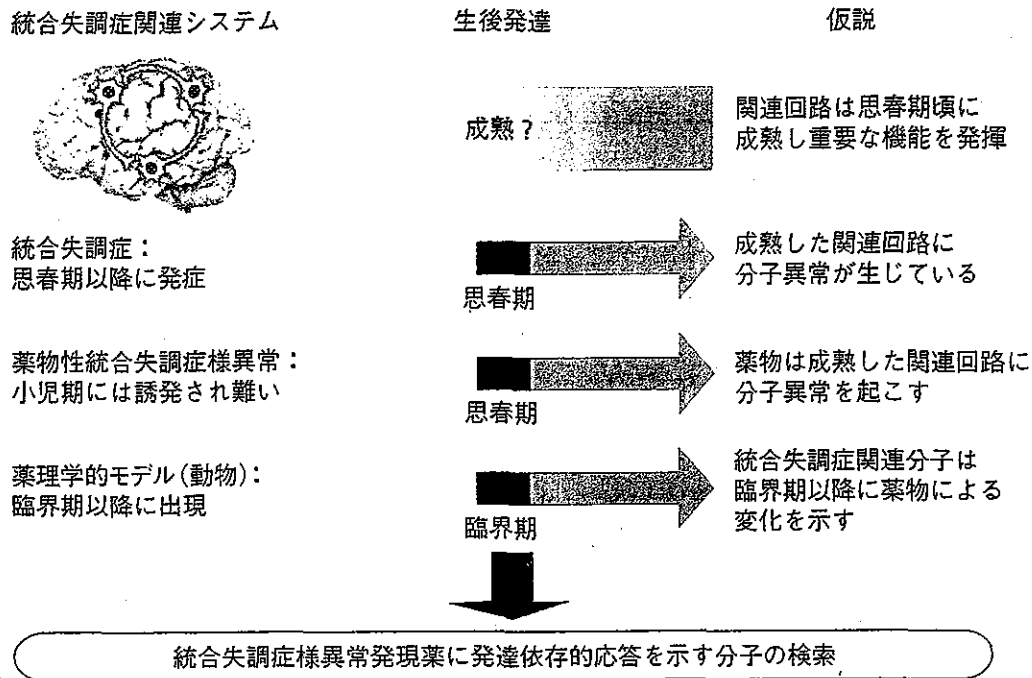 統合失調症関連システム
生後発達
仮説
成熟?
関連回路は思春期頃に
成熟し重要な機能を発揮
統合失調症:
思春期以降に発症
思春期
成熟した関連回路に
分子異常が生じている
薬物性統合失調症様異常:
小児期には誘発され難い
思春期
薬物は成熟した関連回路に
分子異常を起こす
薬理学的モデル(動物):
臨界期以降に出現
臨界期
統合失調症関連分子は
臨界期以降に薬物による
変化を示す
統合失調症様異常発現薬に発達依存的応答を示す分子の検索